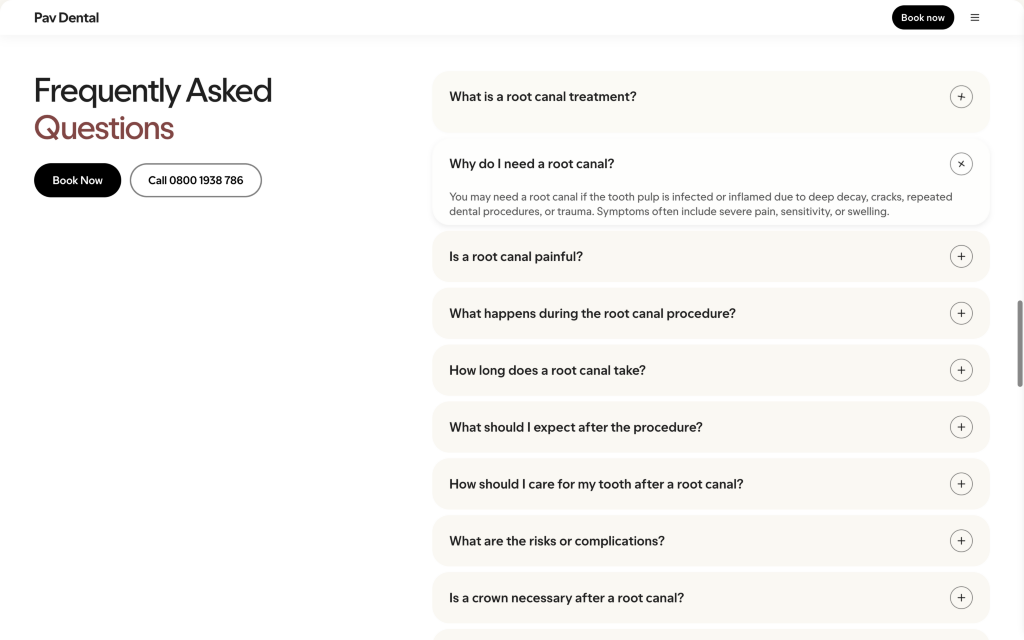 Pav Dental
Book now
Frequently Asked
Questions
Book Now
Call 0800 1938 786
What is a root canal treatment?
Why do I need a root canal?
You may need a root canal if the tooth pulp is infected or inflamed due to deep decay, cracks, repeated
dental procedures, or trauma. Symptoms often include severe pain, sensitivity, or swelling.
Is a root canal painful?
What happens during the root canal procedure?
How long does a root canal take?
What should I expect after the procedure?
How should I care for my tooth after a root canal?
What are the risks or complications?
Is a crown necessary after a root canal?